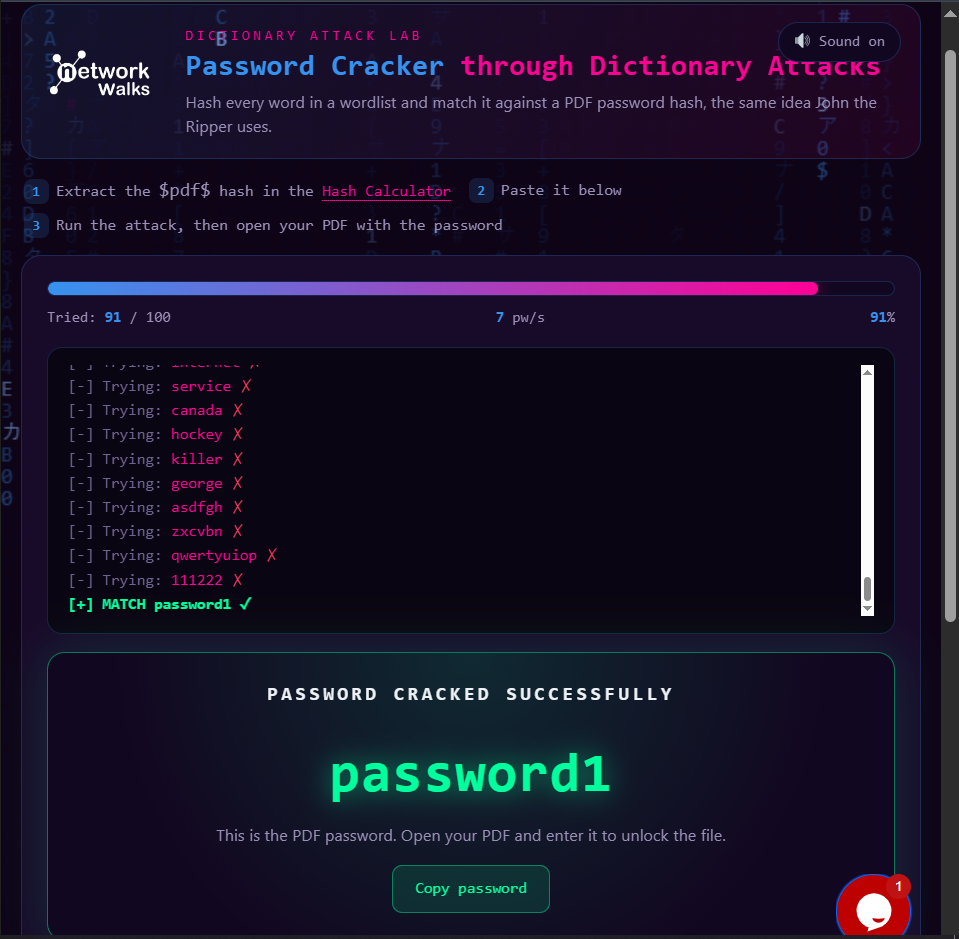 DICTIONARY ATTACK LAB
Sound on
networkwalks
Password Cracker through Dictionary Attacks
Hash every word in a wordlist and match it against a PDF password hash, the same idea John the
Ripper uses.
1 Extract the $pdf$ hash in the Hash Calculator 2 Paste it below
3 Run the attack, then open your PDF with the password
Tried: 91 / 100 7 pw/s 91%
[-] Trying: internet ✗
[-] Trying: service ✗
[-] Trying: canada ✗
[-] Trying: hockey ✗
[-] Trying: killer ✗
[-] Trying: george ✗
[-] Trying: asdfgh ✗
[-] Trying: zxcvbn ✗
[-] Trying: qwertyuiop ✗
[-] Trying: 111222 ✗
[+] MATCH password1 ✓
PASSWORD CRACKED SUCCESSFULLY
password1
This is the PDF password. Open your PDF and enter it to unlock the file.
Copy password
1